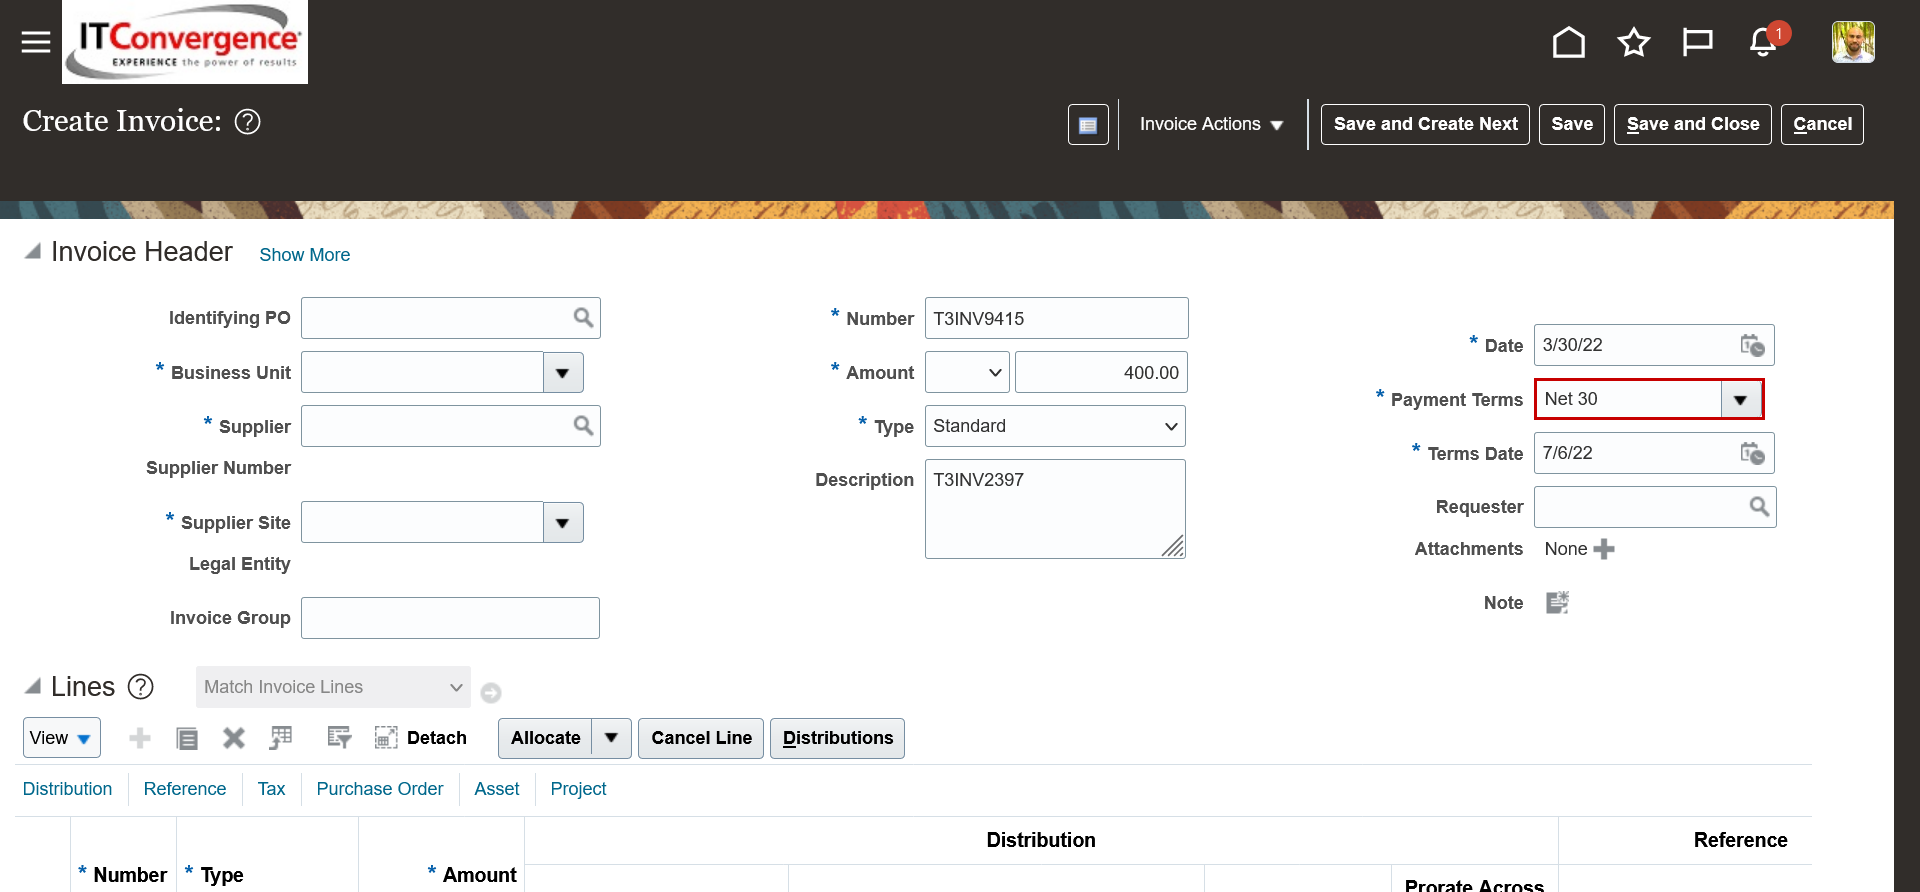 ITConvergence
EXPERIENCE the power of results
1
Create Invoice:
Invoice Actions
Save and Create Next
Save
Save and Close
Cancel
Invoice Header
Show More
Identifying PO
* Business Unit
* Supplier
Supplier Number
* Supplier Site
Legal Entity
Invoice Group
* Number T3INV9415
* Amount 400.00
* Type Standard
Description T3INV2397
* Date 3/30/22
* Payment Terms Net 30
* Terms Date 7/6/22
Requester
Attachments None
Note
Lines
Match Invoice Lines
View
Detach
Allocate
Cancel Line
Distributions
Distribution
Reference
Tax
Purchase Order
Asset
Project
Distribution
Reference
* Number
* Type
* Amount
Prorate Across